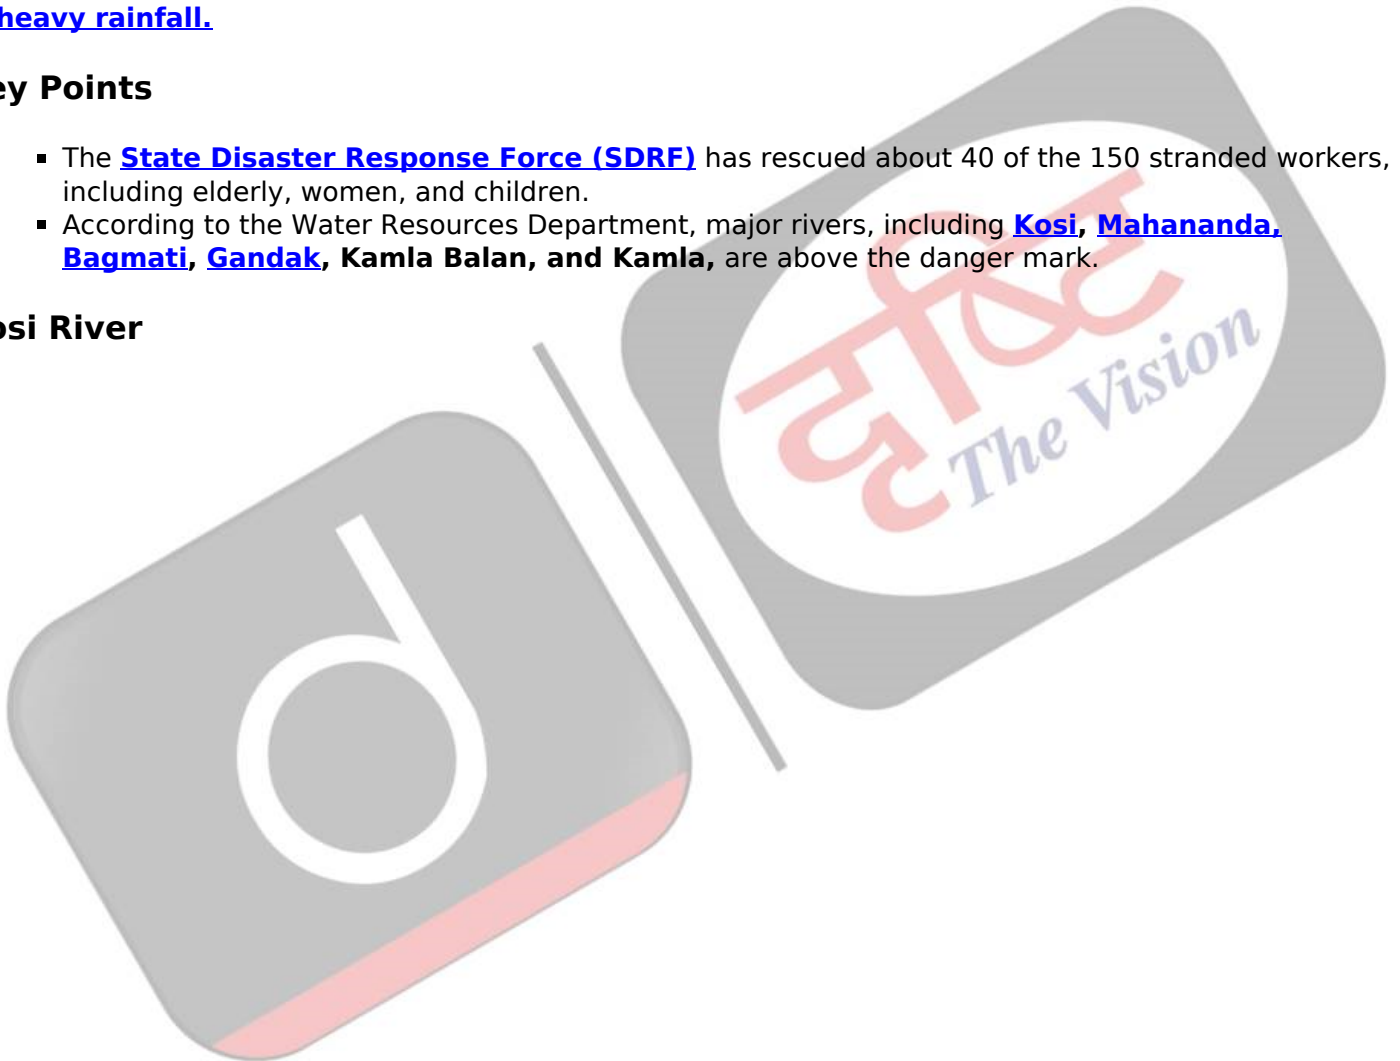 heavy rainfall.
ey Points
▪ The State Disaster Response Force (SDRF) has rescued about 40 of the 150 stranded workers,
including elderly, women, and children.
▪ According to the Water Resources Department, major rivers, including Kosi, Mahananda,
Bagmati, Gandak, Kamla Balan, and Kamla, are above the danger mark.
osi River
दृष्टि
The Vision
d